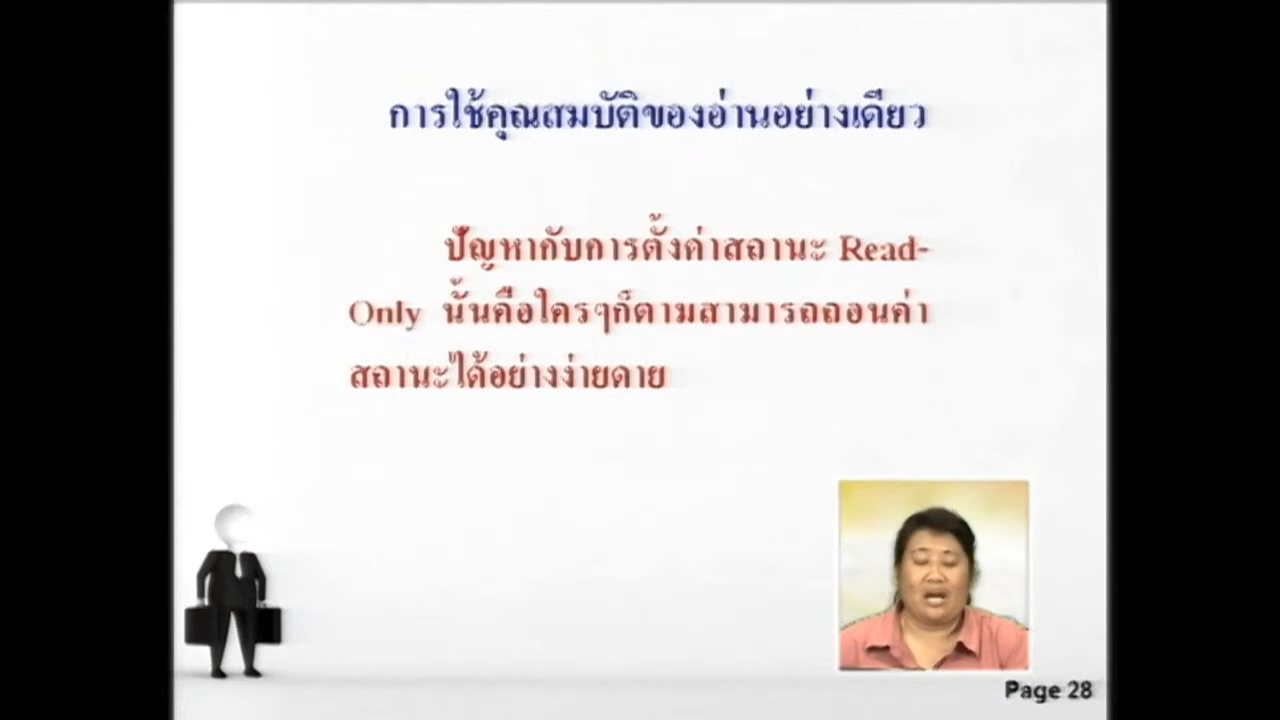 การใช้คุณสมบัติของอ่านอย่างเดียว
ปัญหากับการตั้งค่าสถานะ Read-
Only นั้นคือใครๆก็ตามสามารถถอนค่า
สถานะได้อย่างง่ายดาย
Page 28